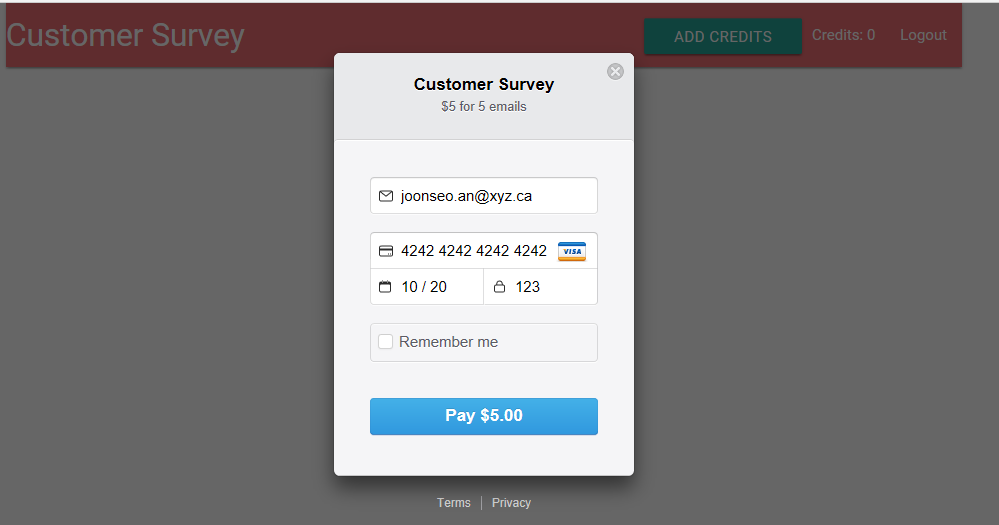 Customer Survey
ADD CREDITS
Credits: 0
Logout
Customer Survey
$5 for 5 emails
joonseo.an@xyz.ca
4242 4242 4242 4242 VISA
10 / 20
123
Remember me
Pay $5.00
Terms | Privacy